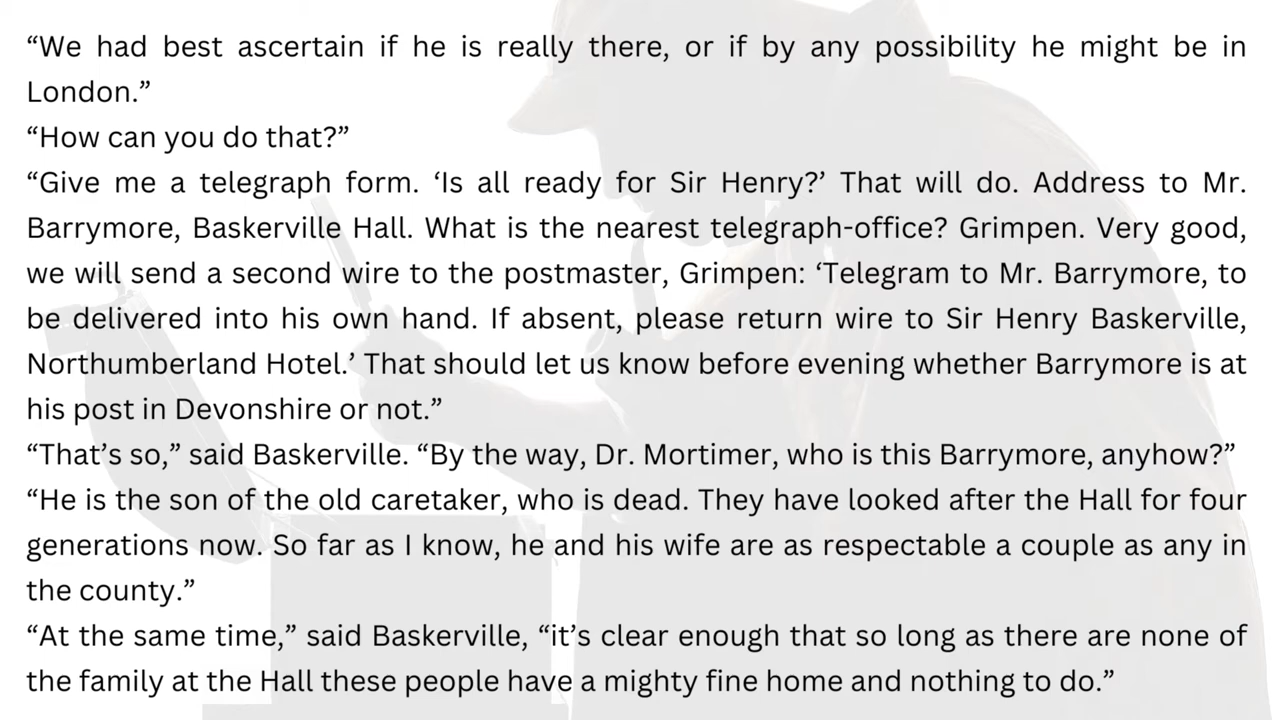 “We had best ascertain if he is really there, or if by any possibility he might be in
London.”
“How can you do that?”
“Give me a telegraph form. ‘Is all ready for Sir Henry?’ That will do. Address to Mr.
Barrymore, Baskerville Hall. What is the nearest telegraph-office? Grimpen. Very good,
we will send a second wire to the postmaster, Grimpen: ‘Telegram to Mr. Barrymore, to
be delivered into his own hand. If absent, please return wire to Sir Henry Baskerville,
Northumberland Hotel.’ That should let us know before evening whether Barrymore is at
his post in Devonshire or not.”
“That’s so,” said Baskerville. “By the way, Dr. Mortimer, who is this Barrymore, anyhow?”
“He is the son of the old caretaker, who is dead. They have looked after the Hall for four
generations now. So far as I know, he and his wife are as respectable a couple as any in
the county.”
“At the same time,” said Baskerville, “it’s clear enough that so long as there are none of
the family at the Hall these people have a mighty fine home and nothing to do.”